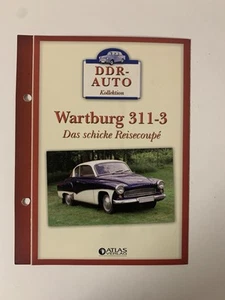 DDR-
AUTO
Kollektion
Wartburg 311-3
Das schicke Reisecoupé
ATLAS